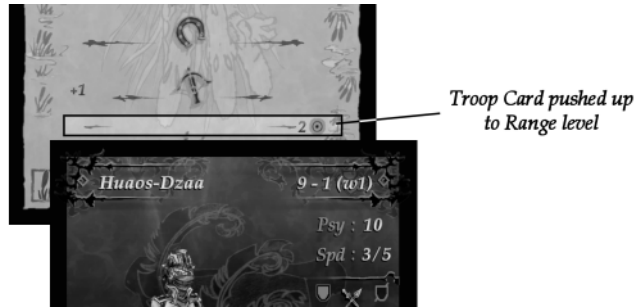 +1
2
Troop Card pushed up
to Range level
Huaos-Dzaa 9 - 1 (w1)
Psy : 10
Spd : 3/5